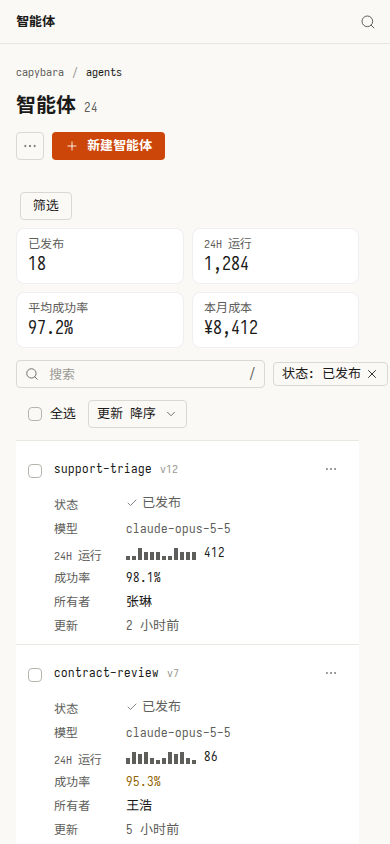 智能体
capybara / agents
智能体 24
···
+ 新建智能体
筛选
已发布
18
24H 运行
1,284
平均成功率
97.2%
本月成本
¥8,412
搜索 /
状态: 已发布 ×
全选
更新 降序
support-triage v12 ···
状态 ✓ 已发布
模型 claude-opus-5-5
24H 运行 412
成功率 98.1%
所有者 张琳
更新 2 小时前
contract-review v7 ···
状态 ✓ 已发布
模型 claude-opus-5-5
24H 运行 86
成功率 95.3%
所有者 王浩
更新 5 小时前